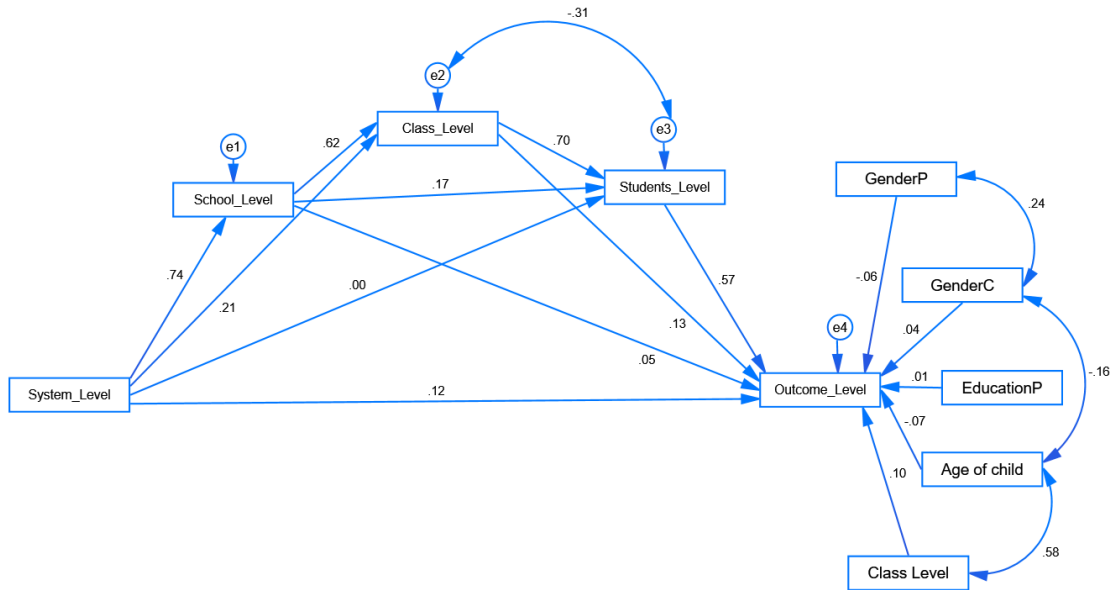 -.31
e2
Class_Level
e3
.62
.70
e1
School_Level
.17
Students_Level
GenderP
.24
.74
.21
.00
.57
-.06
GenderC
.13
e4
.04
.05
-.16
System_Level
.12
Outcome_Level
.01
EducationP
-.07
.10
Age of child
.58
Class Level